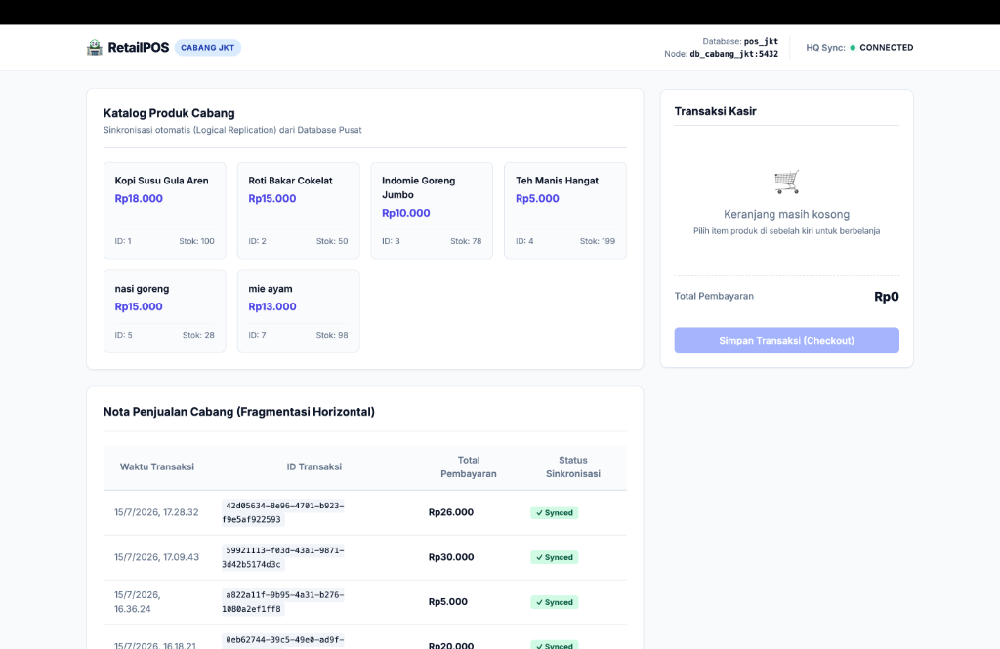 RetailPOS CABANG JKT
Database: pos_jkt
Node: db_cabang_jkt:5432
HQ Sync: CONNECTED
Katalog Produk Cabang
Sinkronisasi otomatis (Logical Replication) dari Database Pusat
Kopi Susu Gula Aren
Rp18.000
ID: 1 Stok: 100
Roti Bakar Cokelat
Rp15.000
ID: 2 Stok: 50
Indomie Goreng
Jumbo
Rp10.000
ID: 3 Stok: 78
Teh Manis Hangat
Rp5.000
ID: 4 Stok: 199
nasi goreng
Rp15.000
ID: 5 Stok: 28
mie ayam
Rp13.000
ID: 7 Stok: 98
Transaksi Kasir
Keranjang masih kosong
Pilih item produk di sebelah kiri untuk berbelanja
Total Pembayaran Rp0
Simpan Transaksi (Checkout)
Nota Penjualan Cabang (Fragmentasi Horizontal)
Waktu Transaksi
ID Transaksi
Total
Pembayaran
Status
Sinkronisasi
15/7/2026, 17.28.32
42d05634-8e96-4701-b923-
f9e5af922593
Rp26.000
✓ Synced
15/7/2026, 17.09.43
59921113-f03d-43a1-9871-
3d42b5174d3c
Rp30.000
✓ Synced
15/7/2026,
16.36.24
a822a11f-9b95-4a31-b276-
1080a2ef1ff8
Rp5.000
✓ Synced
15/7/2026, 16.18.21
0eb62744-39c5-49e0-ad9f-
Rp20.000
✓ Synced